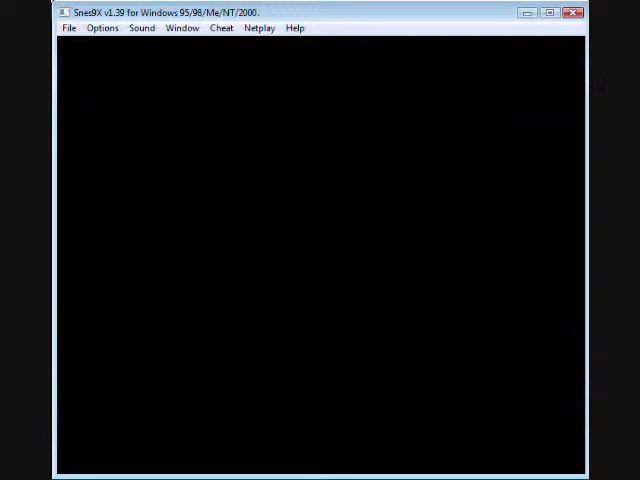 Snes9X v1.39 for Windows 95/98/Me/NT/2000.
File Options Sound Window Cheat Netplay Help